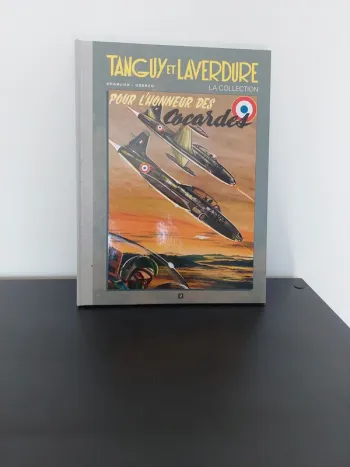 TANGUY ET LAVERDURE
CHARLIER - UDERZO
LA COLLECTION
POUR L'HONNEUR DES
Cocardes